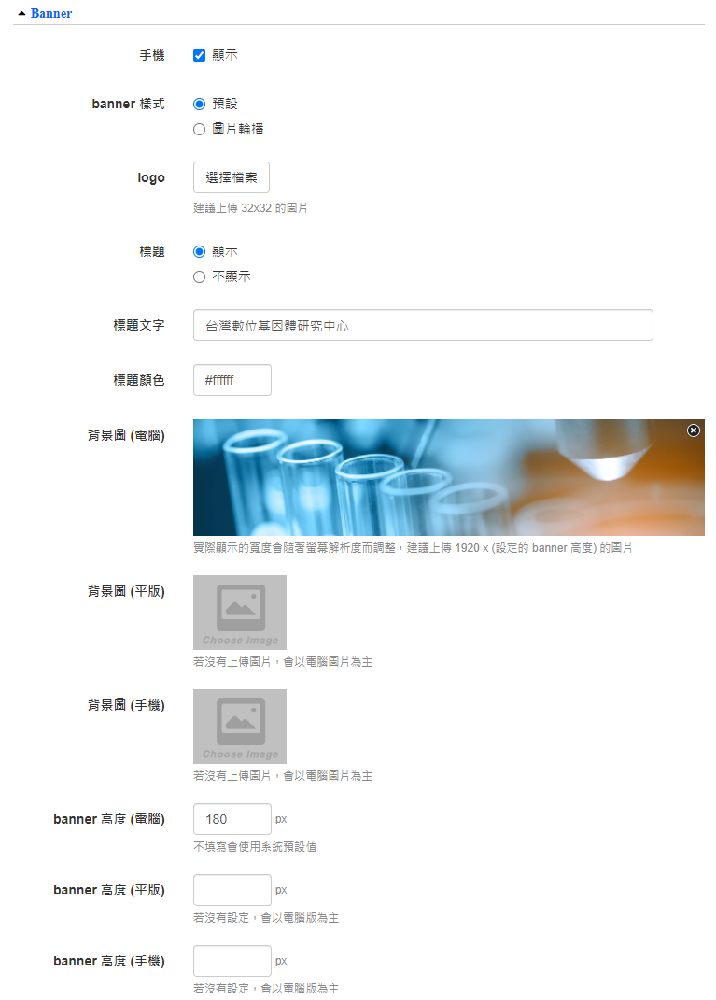 Banner
手機 顯示
banner 樣式 預設
圖片輪播
logo 選擇檔案
建議上傳 32x32 的圖片
標題 顯示
不顯示
標題文字 台灣數位基因體研究中心
標題顏色 #ffffff
背景圖 (電腦)
實際顯示的寬度會隨著螢幕解析度而調整，建議上傳 1920 x (設定的 banner 高度) 的圖片
背景圖 (平版)
Choose Image
若沒有上傳圖片，會以電腦圖片為主
背景圖 (手機)
Choose Image
若沒有上傳圖片，會以電腦圖片為主
banner 高度 (電腦) 180 px
不填寫會使用系統預設值
banner 高度 (平版) px
若沒有設定，會以電腦版為主
banner 高度 (手機) px
若沒有設定，會以電腦版為主